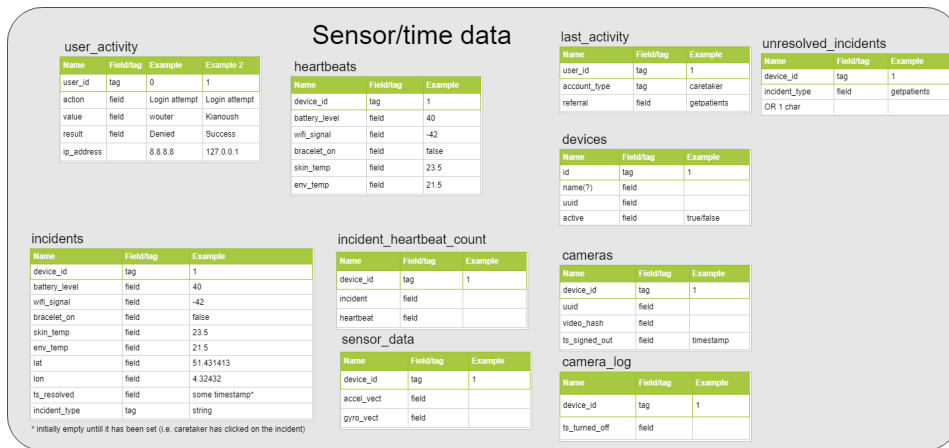 Sensor/time data
user_activity
Name Field/tag Example Example 2
user_id tag 0 1
action field Login attempt Login attempt
value field wouter Kianoush
result field Denied Success
ip_address 8.8.8.8 127.0.0.1
heartbeats
Name Field/tag Example
device_id tag 1
battery_level field 40
wifi_signal field -42
bracelet_on field false
skin_temp field 23.5
env_temp field 21.5
last_activity
Name Field/tag Example
user_id tag 1
account_type tag caretaker
referral field getpatients
unresolved_incidents
Name Field/tag Example
device_id tag 1
incident_type field getpatients
OR 1 char
devices
Name Field/tag Example
id tag 1
name(?) field
uuid field
active field true/false
incidents
Name Field/tag Example
device_id tag 1
battery_level field 40
wifi_signal field -42
bracelet_on field false
skin_temp field 23.5
env_temp field 21.5
lat field 51.431413
lon field 4.32432
ts_resolved field some timestamp*
incident_type tag string
* initially empty untill it has been set (i.e. caretaker has clicked on the incident)
incident_heartbeat_count
Name Field/tag Example
device_id tag 1
incident field
heartbeat field
sensor_data
Name Field/tag Example
device_id tag 1
accel_vect field
gyro_vect field
cameras
Name Field/tag Example
device_id tag 1
uuid field
video_hash field
ts_signed_out field timestamp
camera_log
Name Field/tag Example
device_id tag 1
ts_turned_off field